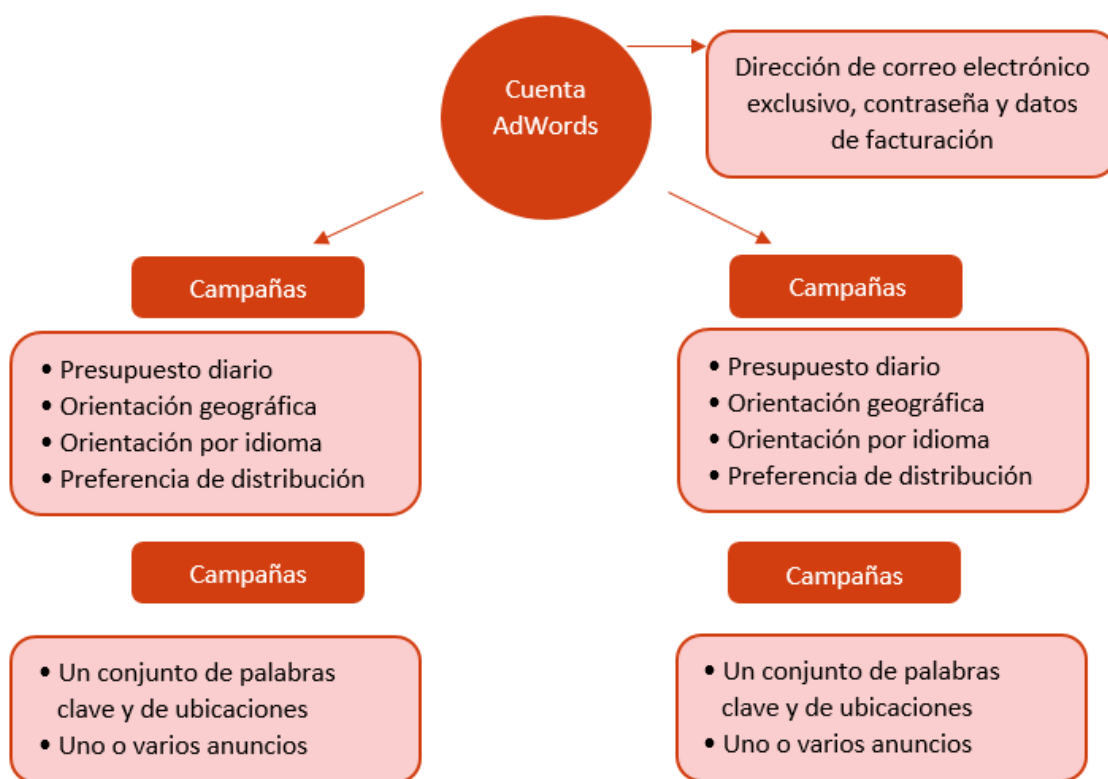 Cuenta
AdWords
Dirección de correo electrónico
exclusivo, contraseña y datos
de facturación
Campañas
• Presupuesto diario
• Orientación geográfica
• Orientación por idioma
• Preferencia de distribución
Campañas
• Un conjunto de palabras
clave y de ubicaciones
• Uno o varios anuncios
Campañas
• Presupuesto diario
• Orientación geográfica
• Orientación por idioma
• Preferencia de distribución
Campañas
• Un conjunto de palabras
clave y de ubicaciones
• Uno o varios anuncios